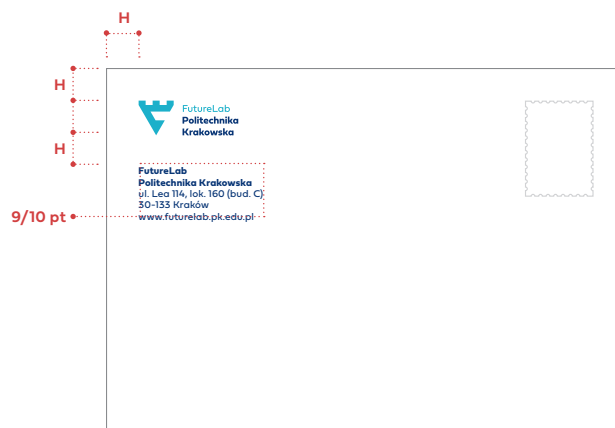 H
H
FutureLab
Politechnika
Krakowska
H
FutureLab
Politechnika Krakowska
ul. Lea 114, lok. 160 (bud. C)
30-133 Kraków
www.futurelab.pk.edu.pl
9/10 pt